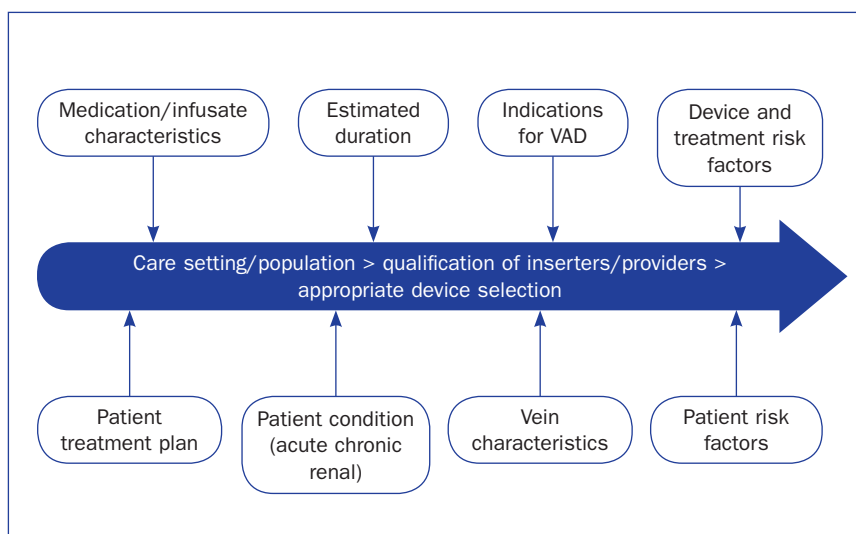 Medication/infusate
characteristics
Estimated
duration
Indications
for VAD
Device and
treatment risk
factors
Care setting/population > qualification of inserters/providers >
appropriate device selection
Patient
treatment plan
Patient condition
(acute chronic
renal)
Vein
characteristics
Patient risk
factors